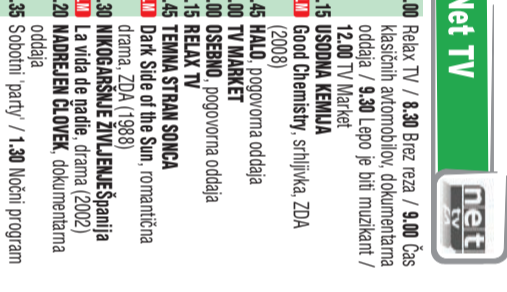 Net TV
net
tv
.00 Relax TV / 8.30 Brez reza / 9.00 Čas
klasičnih avtomobilov, dokumentarna
oddaja / 9.30 Lepo je biti muzikant /
12.00 TV Market
.15 USODNA KEMIJA
LM Good Chemistry, srhljivka, ZDA
(2008)
.45 HALO, pogovorna oddaja
.00 TV MARKET
.00 OSEBNO, pogovorna oddaja
.15 RELAX TV
.45 TEMNA STRAN SONCA
LM Dark Side of the Sun, romantična
drama, ZDA (1988)
.30 NIKOGARŠNJE ŽIVLJENJEŠpanija
LM La vida de nadie, drama (2002)
.20 NADREJEN ČLOVEK, dokumentarna
oddaja
.35 Sobotni 'party' / 1.30 Nočni program